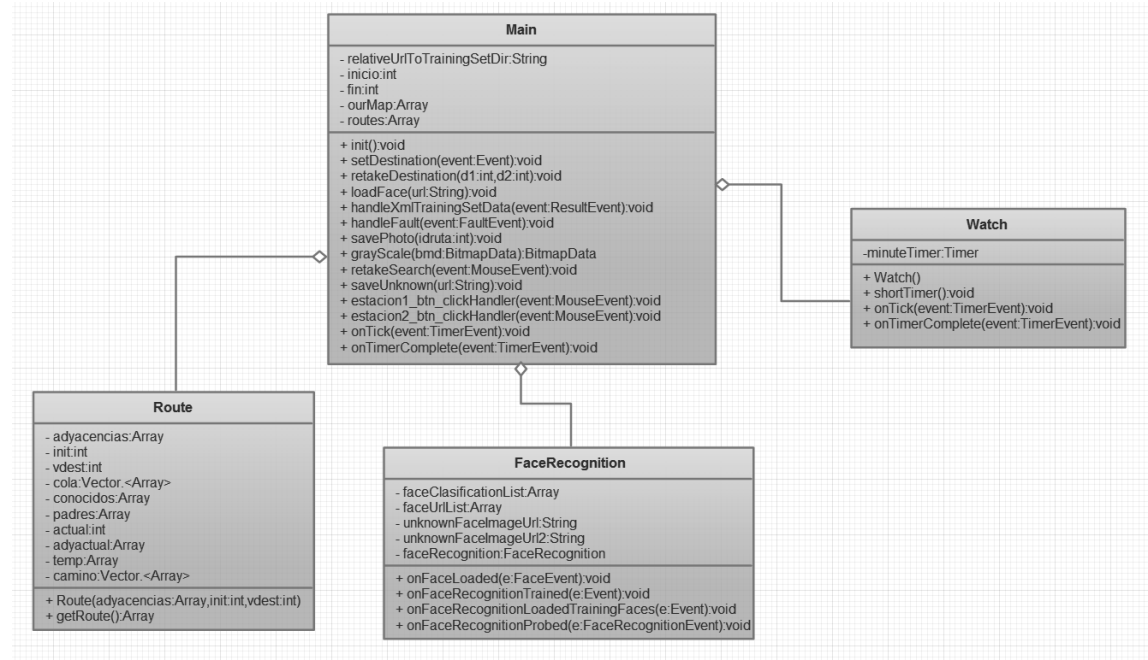 Main
- relativeUrlToTrainingSetDir:String
- inicio:int
- fin:int
- ourMap:Array
- routes:Array
+ init():void
+ setDestination(event:Event):void
+ retakeDestination(d1:int,d2:int):void
+ loadFace(url:String):void
+ handleXmlTrainingSetData(event:ResultEvent):void
+ handleFault(event:FaultEvent):void
+ savePhoto(idruta:int):void
+ grayScale(bmd:BitmapData):BitmapData
+ retakeSearch(event:MouseEvent):void
+ saveUnknown(url:String):void
+ estacion1_btn_clickHandler(event:MouseEvent):void
+ estacion2_btn_clickHandler(event:MouseEvent):void
+ onTick(event:TimerEvent):void
+ onTimerComplete(event:TimerEvent):void
Watch
-minuteTimer:Timer
+ Watch()
+ shortTimer():void
+ onTick(event:TimerEvent):void
+ onTimerComplete(event:TimerEvent):void
Route
- adyacencias:Array
- init:int
- vdest:int
- cola:Vector.<Array>
- conocidos:Array
- padres:Array
- actual:int
- adyactual:Array
- temp:Array
- camino:Vector.<Array>
+ Route(adyacencias:Array,init:int,vdest:int)
+ getRoute():Array
FaceRecognition
- faceClasificationList:Array
- faceUrlList:Array
- unknownFaceImageUrl:String
- unknownFaceImageUrl2:String
- faceRecognition:FaceRecognition
+ onFaceLoaded(e:FaceEvent):void
+ onFaceRecognitionTrained(e:Event):void
+ onFaceRecognitionLoadedTrainingFaces(e:Event):void
+ onFaceRecognitionProbed(e:FaceRecognitionEvent):void